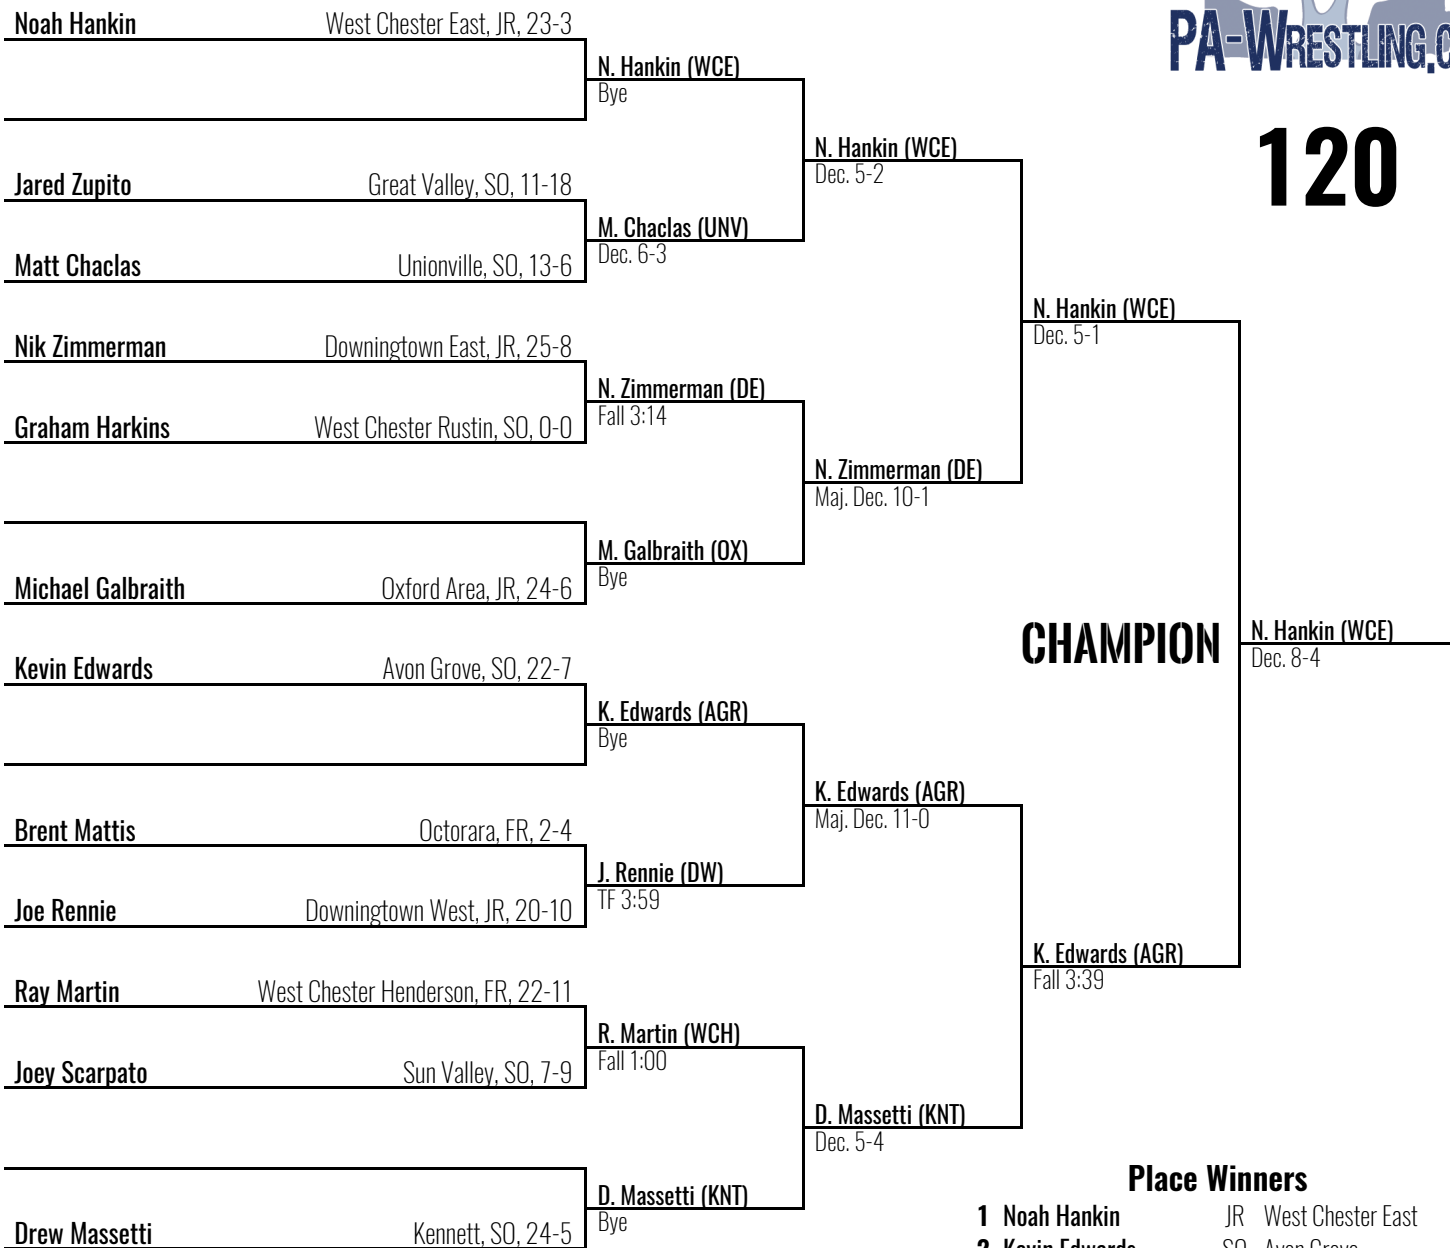 PA-WRESTLING.C
120
Noah Hankin West Chester East, JR, 23-3
N. Hankin (WCE)
Bye
N. Hankin (WCE)
Dec. 5-2
Jared Zupito Great Valley, SO, 11-18
M. Chaclas (UNV)
Dec. 6-3
Matt Chaclas Unionville, SO, 13-6
N. Hankin (WCE)
Dec. 5-1
Nik Zimmerman Downingtown East, JR, 25-8
N. Zimmerman (DE)
Fall 3:14
Graham Harkins West Chester Rustin, SO, 0-0
N. Zimmerman (DE)
Maj. Dec. 10-1
M. Galbraith (OX)
Bye
Michael Galbraith Oxford Area, JR, 24-6
CHAMPION
N. Hankin (WCE)
Dec. 8-4
Kevin Edwards Avon Grove, SO, 22-7
K. Edwards (AGR)
Bye
K. Edwards (AGR)
Maj. Dec. 11-0
Brent Mattis Octorara, FR, 2-4
J. Rennie (DW)
TF 3:59
Joe Rennie Downingtown West, JR, 20-10
K. Edwards (AGR)
Fall 3:39
Ray Martin West Chester Henderson, FR, 22-11
R. Martin (WCH)
Fall 1:00
Joey Scarpato Sun Valley, SO, 7-9
D. Massetti (KNT)
Dec. 5-4
D. Massetti (KNT)
Bye
Drew Massetti Kennett, SO, 24-5
Place Winners
1 Noah Hankin JR West Chester East
2 Kevin Edwards SO Avon Grove